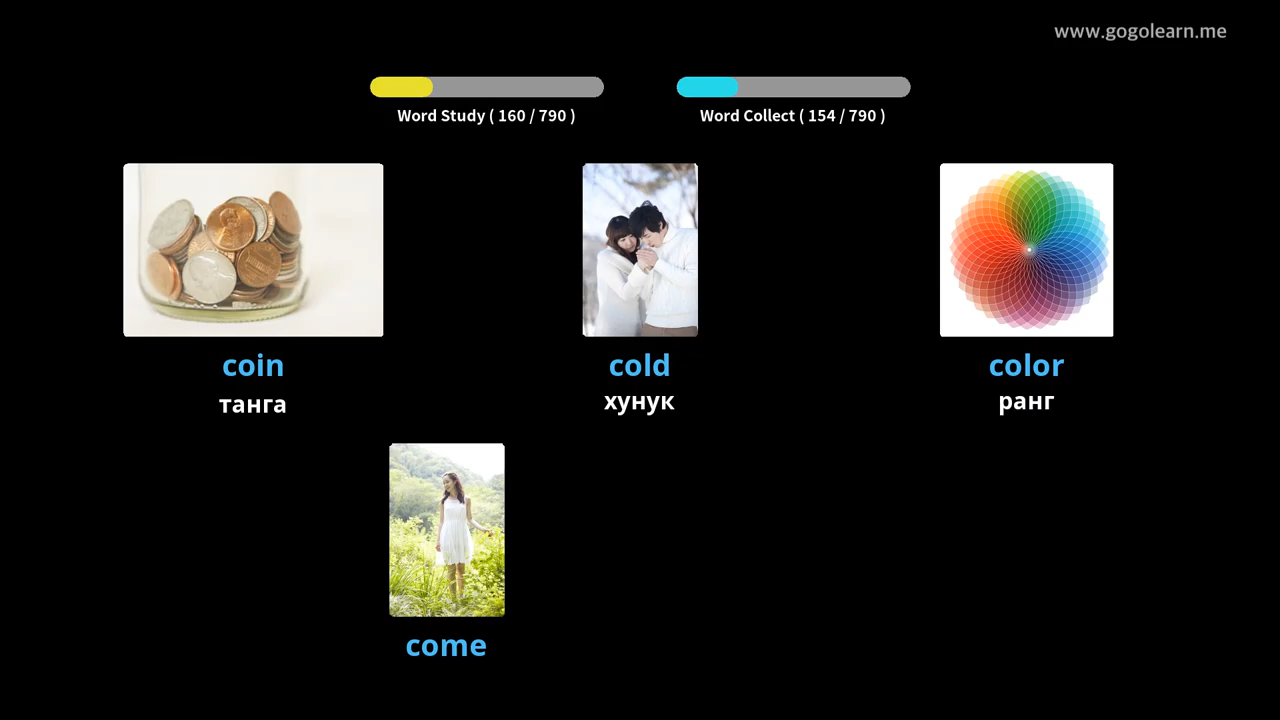 www.gogolearn.me
Word Study ( 160 / 790 )
Word Collect ( 154 / 790 )
coin
танга
cold
хунук
color
ранг
come